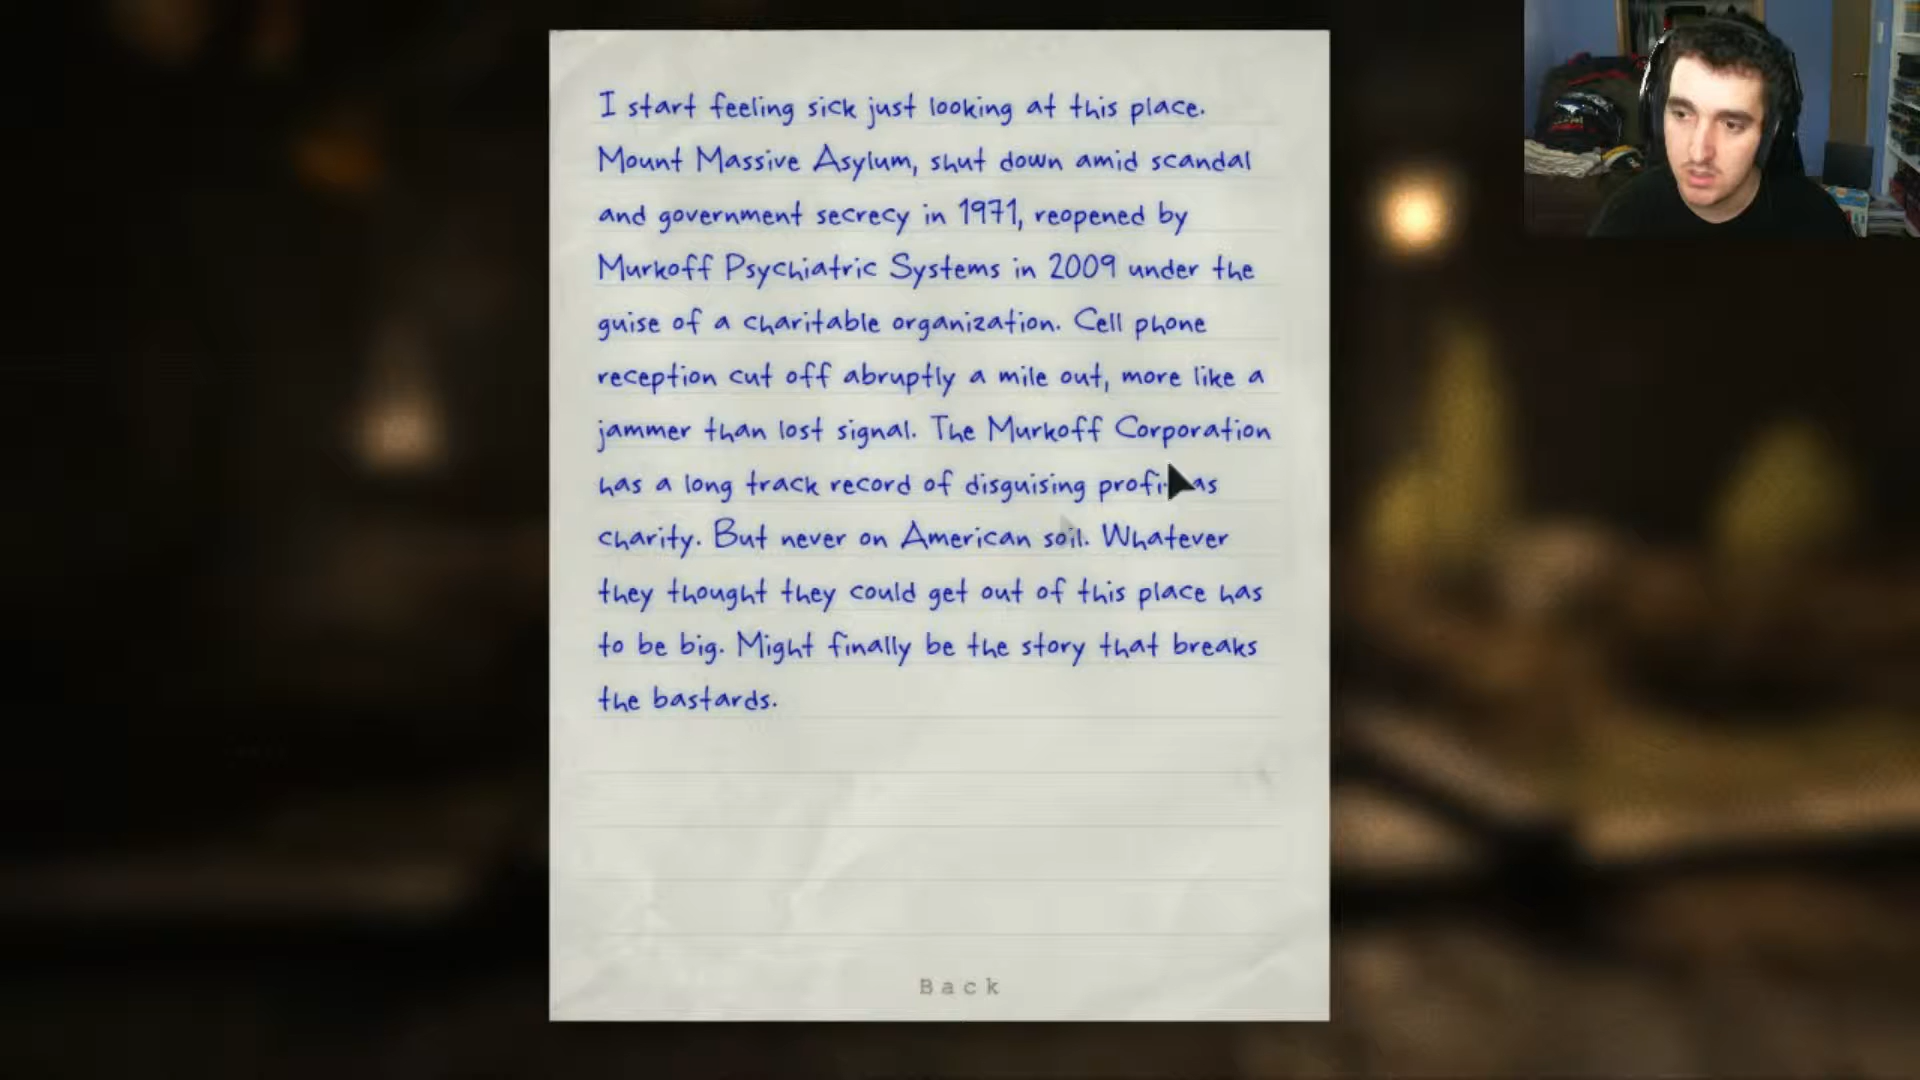 I start feeling sick just looking at this place.
Mount Massive Asylum, shut down amid scandal
and government secrecy in 1971, reopened by
Murkoff Psychiatric Systems in 2009 under the
guise of a charitable organization. Cell phone
reception cut off abruptly a mile out, more like a
jammer than lost signal. The Murkoff Corporation
has a long track record of disguising profit as
charity. But never on American soil. Whatever
they thought they could get out of this place has
to be big. Might finally be the story that breaks
the bastards.
Back